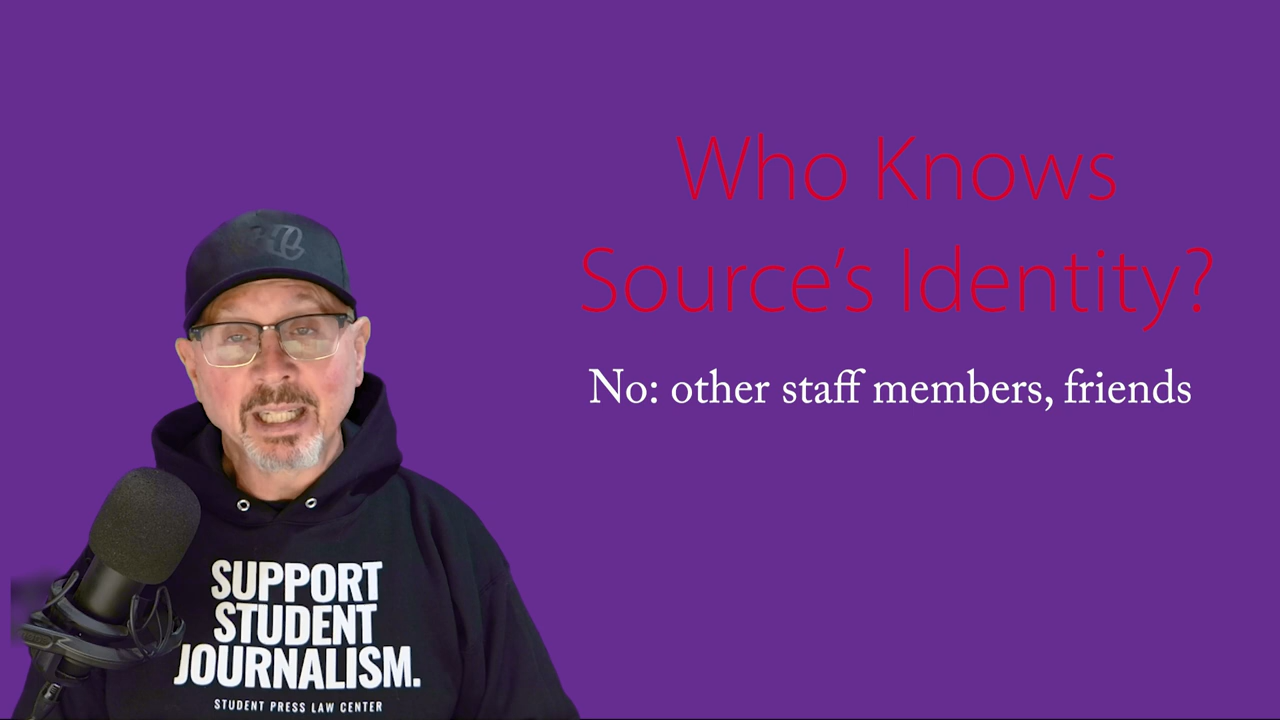 Who Knows
Source's Identity?
No: other staff members, friends
SUPPORT
STUDENT
JOURNALISM.
STUDENT PRESS LAW CENTER